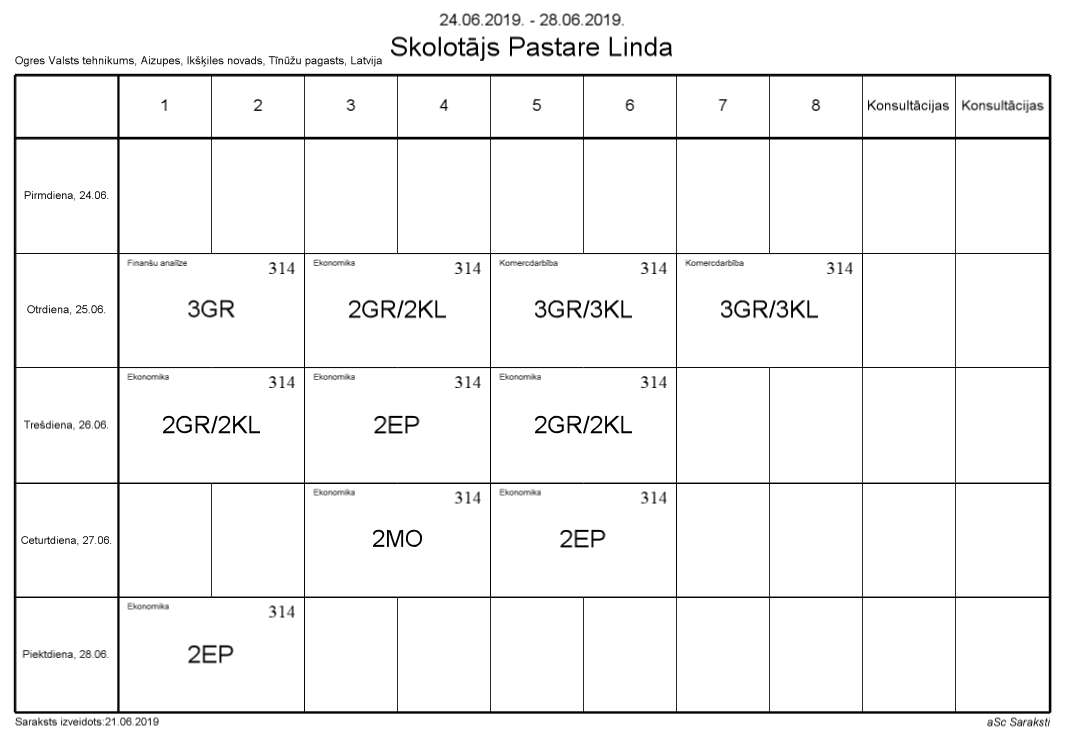 24.06.2019. - 28.06.2019.
Skolotājs Pastare Linda
Ogres Valsts tehnikums, Aizupes, Ikšķiles novads, Tīnūžu pagasts, Latvija
1 2 3 4 5 6 7 8 Konsultācijas Konsultācijas
Pirmdiena, 24.06.
Finanšu analīze 314 Ekonomika 314 Komercdarbība 314 Komercdarbība 314
Otrdiena, 25.06. 3GR 2GR/2KL 3GR/3KL 3GR/3KL
Ekonomika 314 Ekonomika 314 Ekonomika 314
Trešdiena, 26.06. 2GR/2KL 2EP 2GR/2KL
Ekonomika 314 Ekonomika 314
Ceturtdiena, 27.06. 2MO 2EP
Ekonomika 314
Piektdiena, 28.06. 2EP
Saraksts izveidots:21.06.2019 aSc Saraksti